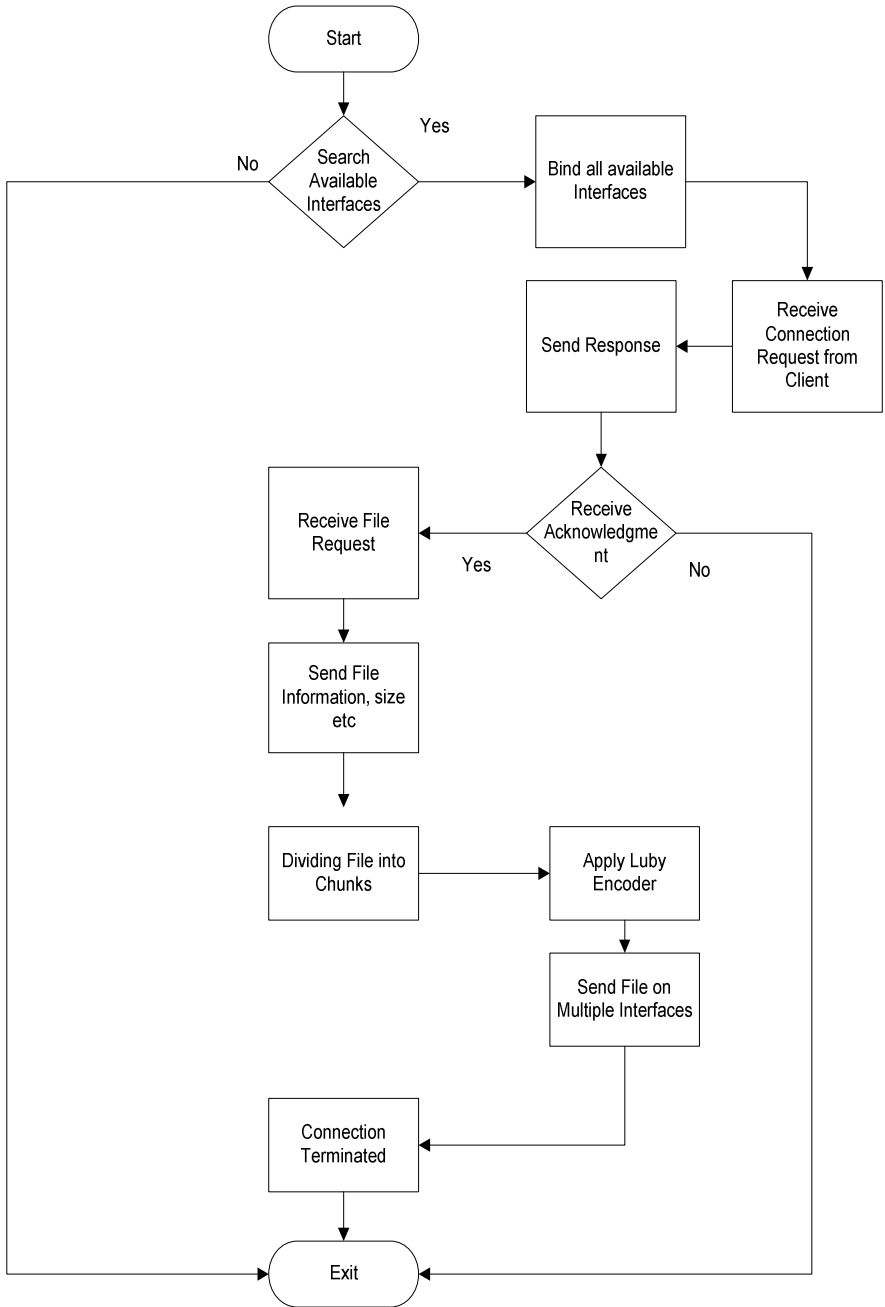 Start
Yes
No
Search
Available
Interfaces
Bind all available
Interfaces
Receive
Connection
Request from
Client
Send Response
Receive
Acknowledgme
nt
Yes
No
Receive File
Request
Send File
Information, size
etc
Dividing File into
Chunks
Apply Luby
Encoder
Send File on
Multiple Interfaces
Connection
Terminated
Exit